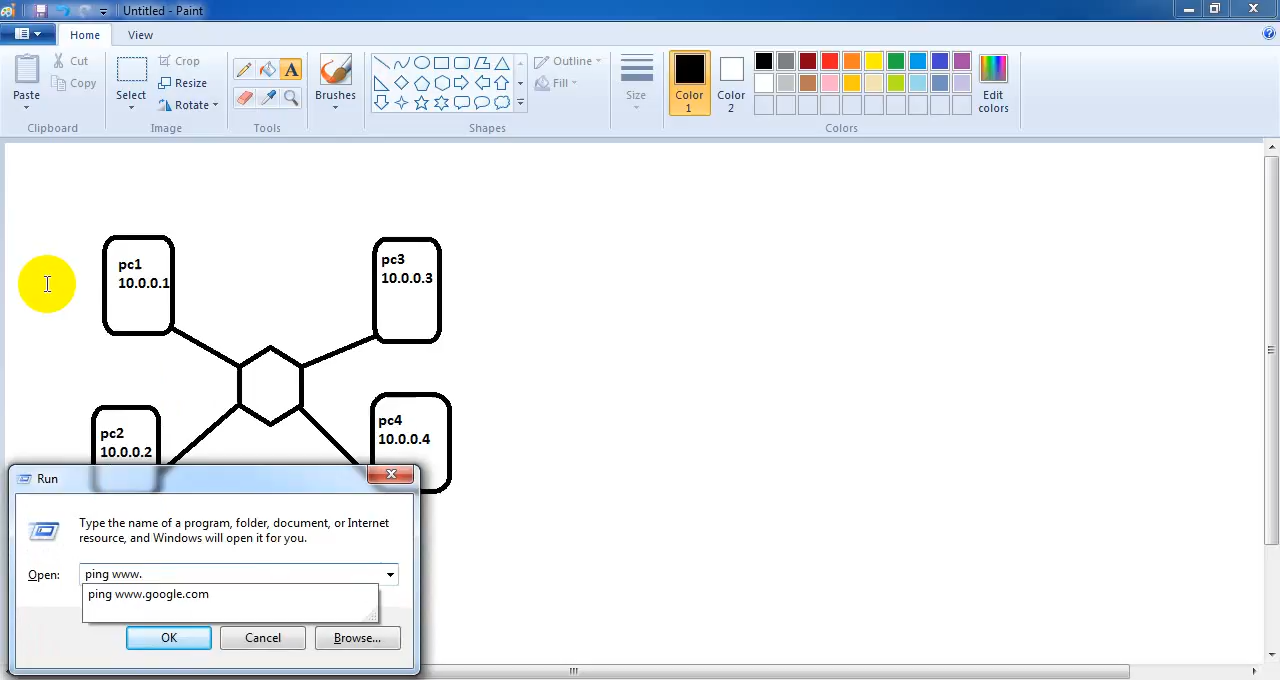 Untitled - Paint
Home
View
Paste
Cut
Copy
Clipboard
Select
Crop
Resize
Rotate
Image
A
Tools
Brushes
Outline
Fill
Shapes
Size
Color
1
Color
2
Edit
colors
Colors
pc1
10.0.0.1
pc3
10.0.0.3
pc2
10.0.0.2
pc4
10.0.0.4
Run
Type the name of a program, folder, document, or Internet
resource, and Windows will open it for you.
Open:
ping www.
ping www.google.com
OK
Cancel
Browse...